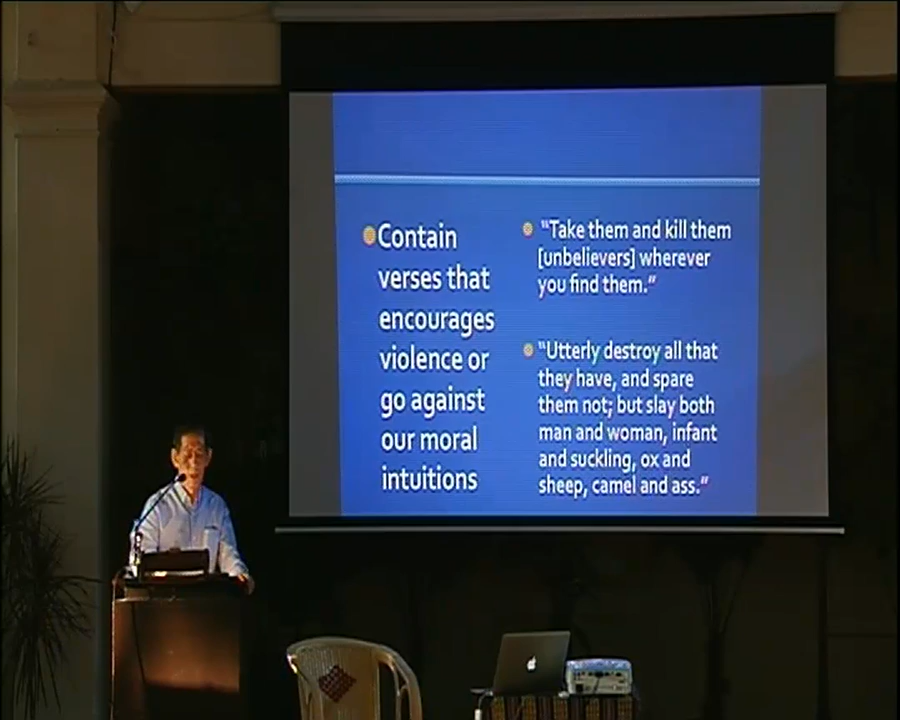 Contain
verses that
encourages
violence or
go against
our moral
intuitions
“Take them and kill them
[unbelievers] wherever
you find them.”
“Utterly destroy all that
they have, and spare
them not; but slay both
man and woman, infant
and suckling, ox and
sheep, camel and ass.”